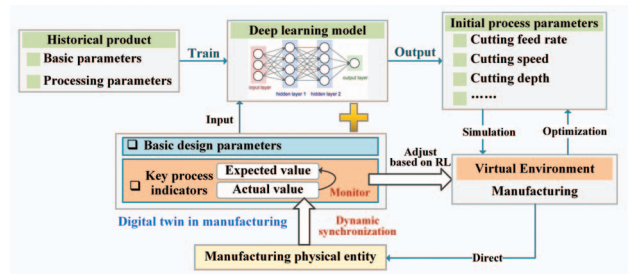 Historical product
Basic parameters
Processing parameters
Train
Deep learning model
input layer
hidden layer 1
hidden layer 2
output layer
Output
Initial process parameters
Cutting feed rate
Cutting speed
Cutting depth
……
Input
Simulation
Optimization
Basic design parameters
Key process
indicators
Expected value
Actual value
Monitor
Adjust
based on RL
Virtual Environment
Manufacturing
Digital twin in manufacturing
Dynamic
synchronization
Manufacturing physical entity
Direct